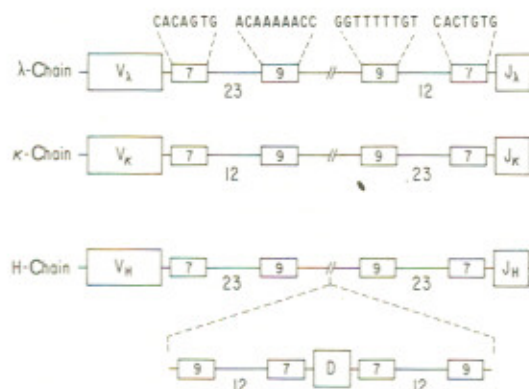 CACAGTG ACAAAAACC GGTTTTTGT CACTGTG
λ-Chain Vλ 7 9 // 9 7 Jλ
23 12
κ-Chain Vκ 7 9 // 9 7 Jκ
12 23
H-Chain VH 7 9 // 9 7 JH
23 23
9 7 D 7 9
12 12